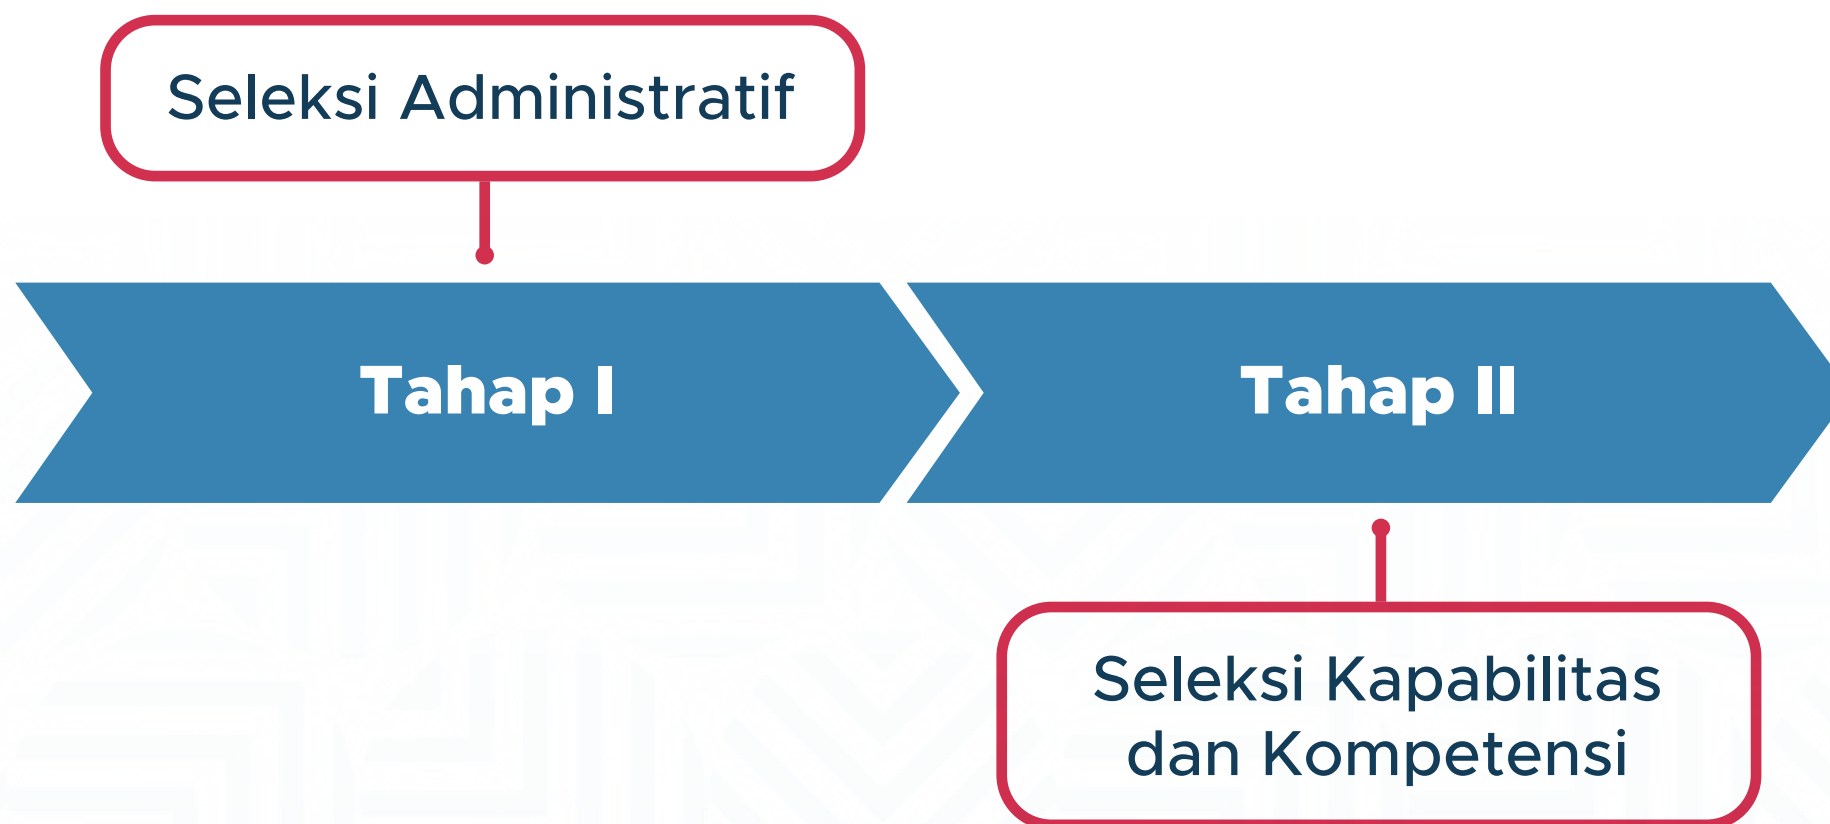 Seleksi Administratif
Tahap I
Tahap II
Seleksi Kapabilitas
dan Kompetensi